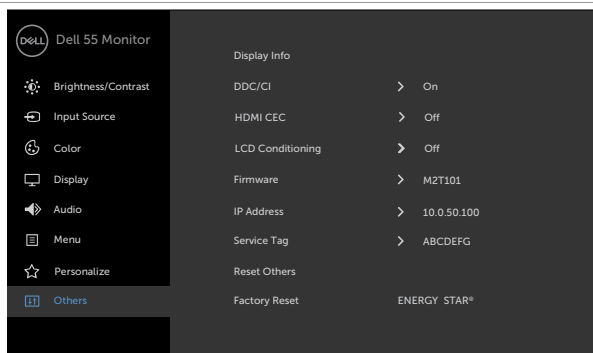 DELL Dell 55 Monitor
Display Info
Brightness/Contrast DDC/CI On
Input Source HDMI CEC Off
Color LCD Conditioning Off
Display Firmware M2T101
Audio IP Address 10.0.50.100
Menu Service Tag ABCDEFG
Personalize Reset Others
Others Factory Reset ENERGY STAR®